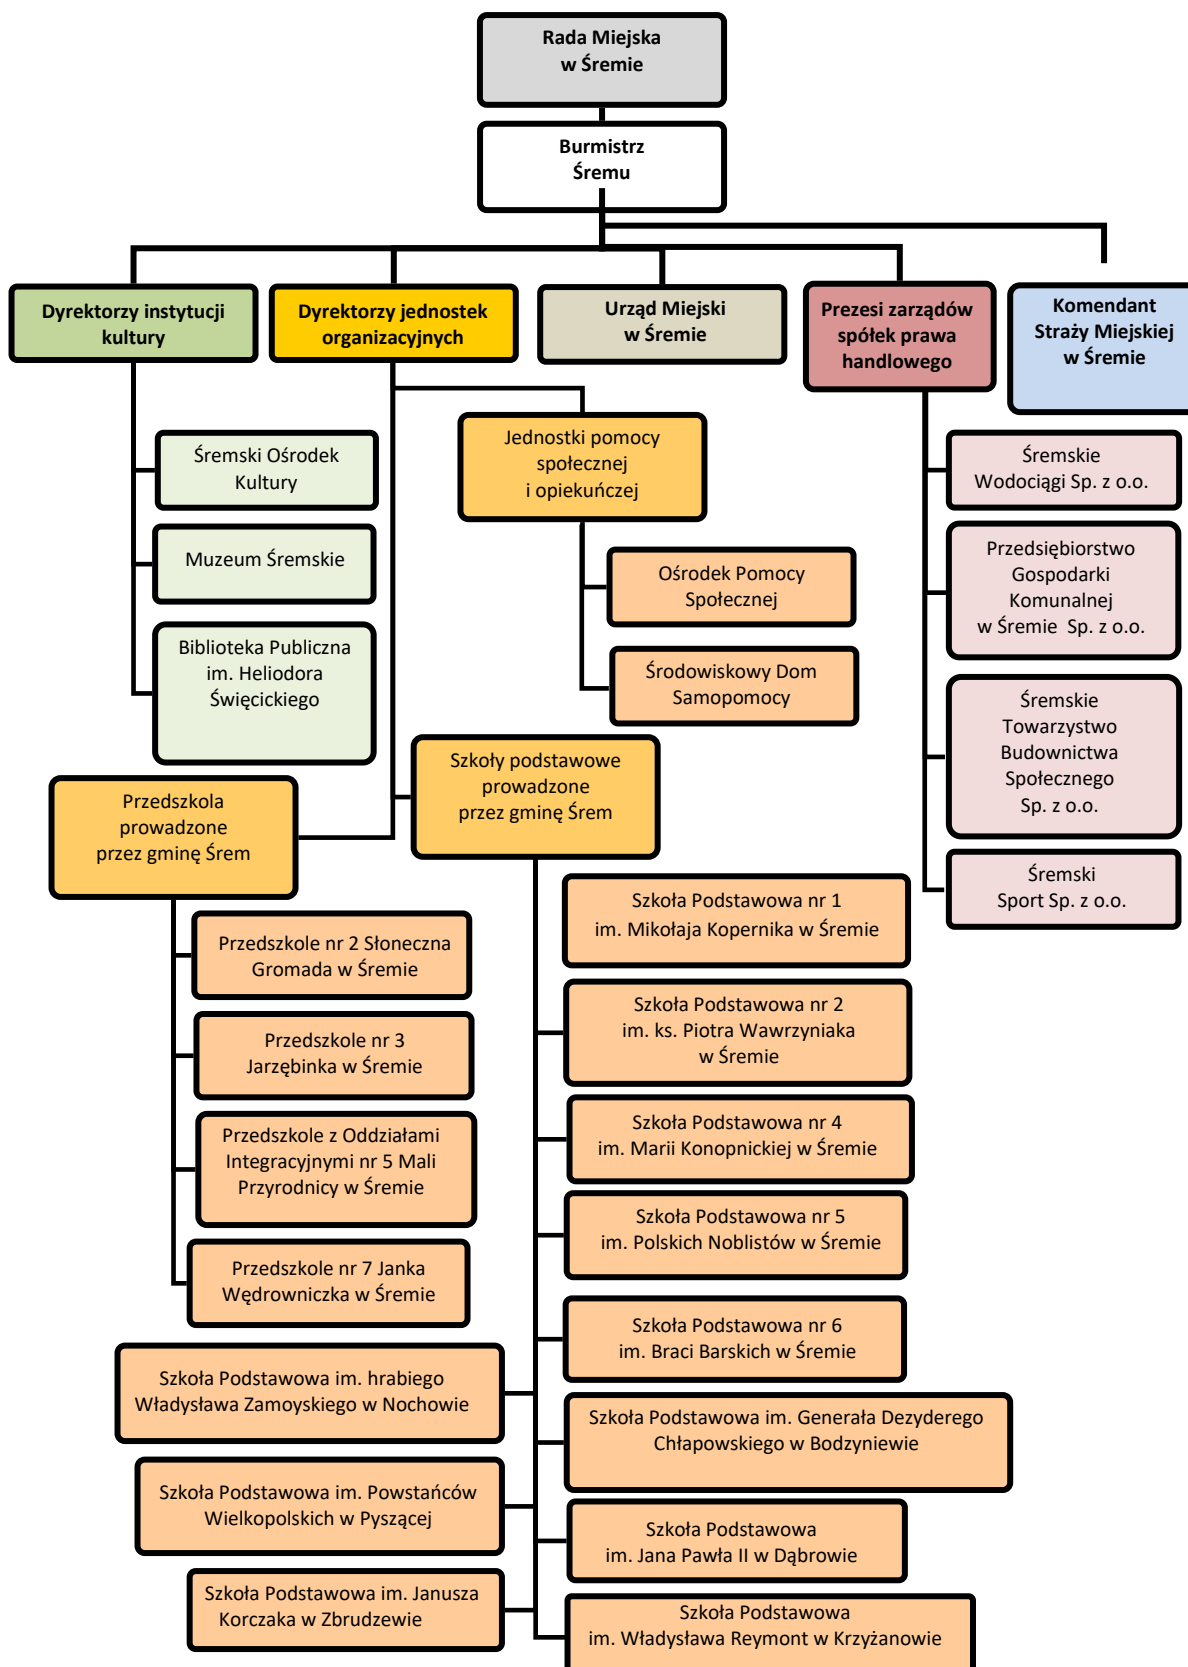 Rada Miejska
w Śremie
Burmistrz
Śremu
Dyrektorzy instytucji
kultury
Dyrektorzy jednostek
organizacyjnych
Urząd Miejski
w Śremie
Prezesi zarządów
spółek prawa
handlowego
Komendant
Straży Miejskiej
w Śremie
Śremski Ośrodek
Kultury
Muzeum Śremskie
Biblioteka Publiczna
im. Heliodora
Święcickiego
Jednostki pomocy
społecznej
i opiekuńczej
Ośrodek Pomocy
Społecznej
Środowiskowy Dom
Samopomocy
Śremskie
Wodociągi Sp. z o.o.
Przedsiębiorstwo
Gospodarki
Komunalnej
w Śremie  Sp. z o.o.
Śremskie
Towarzystwo
Budownictwa
Społecznego
Sp. z o.o.
Śremski
Sport Sp. z o.o.
Przedszkola
prowadzone
przez gminę Śrem
Szkoły podstawowe
prowadzone
przez gminę Śrem
Przedszkole nr 2 Słoneczna
Gromada w Śremie
Przedszkole nr 3
Jarzębinka w Śremie
Przedszkole z Oddziałami
Integracyjnymi nr 5 Mali
Przyrodnicy w Śremie
Przedszkole nr 7 Janka
Wędrowniczka w Śremie
Szkoła Podstawowa nr 1
im. Mikołaja Kopernika w Śremie
Szkoła Podstawowa nr 2
im. ks. Piotra Wawrzyniaka
w Śremie
Szkoła Podstawowa nr 4
im. Marii Konopnickiej w Śremie
Szkoła Podstawowa nr 5
im. Polskich Noblistów w Śremie
Szkoła Podstawowa nr 6
im. Braci Barskich w Śremie
Szkoła Podstawowa im. hrabiego
Władysława Zamoyskiego w Nochowie
Szkoła Podstawowa im. Generała Dezyderego
Chłapowskiego w Bodzyniewie
Szkoła Podstawowa im. Powstańców
Wielkopolskich w Pyszącej
Szkoła Podstawowa
im. Jana Pawła II w Dąbrowie
Szkoła Podstawowa im. Janusza
Korczaka w Zbrudzewie
Szkoła Podstawowa
im. Władysława Reymont w Krzyżanowie